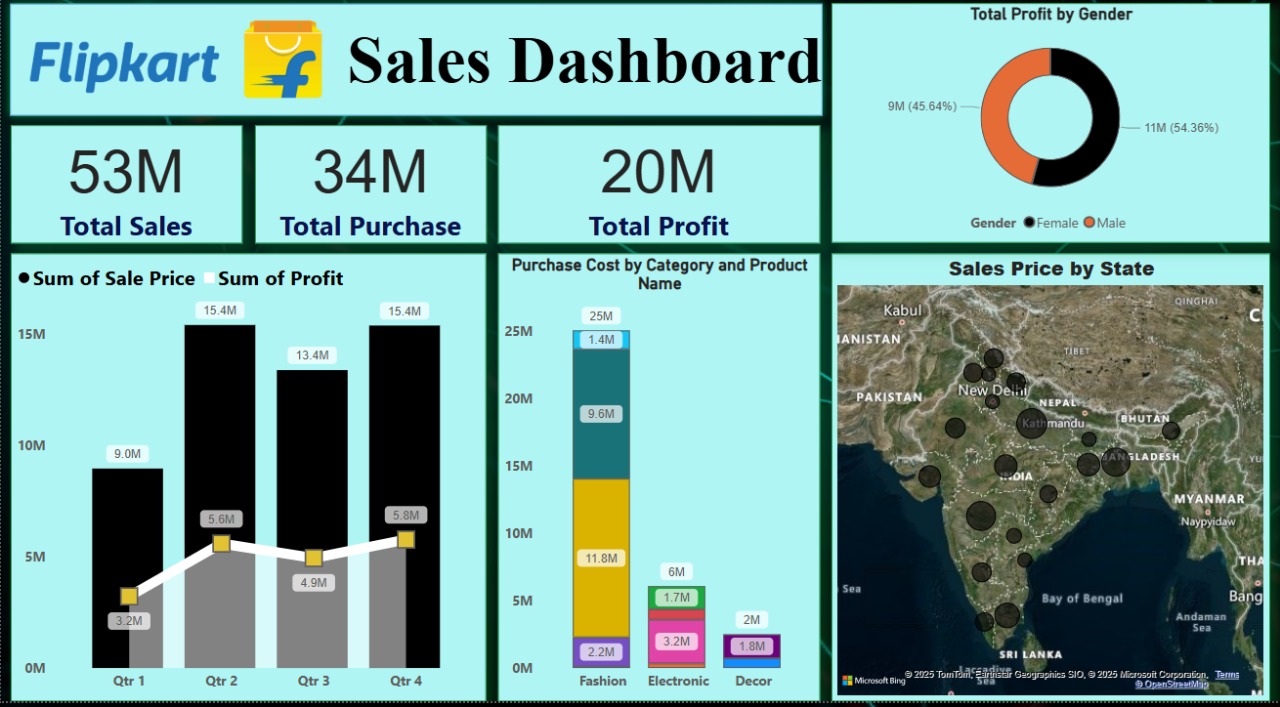 Flipkart
Sales Dashboard
53M
Total Sales
34M
Total Purchase
20M
Total Profit
Total Profit by Gender
9M (45.64%)
11M (54.36%)
Gender Female Male
Sum of Sale Price Sum of Profit
15M
10M
5M
0M
9.0M
15.4M
13.4M
15.4M
3.2M
5.6M
4.9M
5.8M
Qtr 1 Qtr 2 Qtr 3 Qtr 4
Purchase Cost by Category and Product
Name
25M
20M
15M
10M
5M
0M
25M
1.4M
9.6M
11.8M
2.2M
6M
1.7M
3.2M
2M
1.8M
Fashion Electronic Decor
Sales Price by State
Kabul
QINGHAI
ANISTAN
TIBET
PAKISTAN
New Delhi
NEPAL
Kathmandu
BHUTAN
BANGLADESH
YU
INDIA
MYANMAR
Naypyidaw
THA
Bang
Sea
Bay of Bengal
Andaman
Sea
SRI LANKA
Laccadive
Sea
Microsoft Bing
© 2025 TomTom, Earthstar Geographics SIO, © 2025 Microsoft Corporation, Terms
© OpenStreetMap